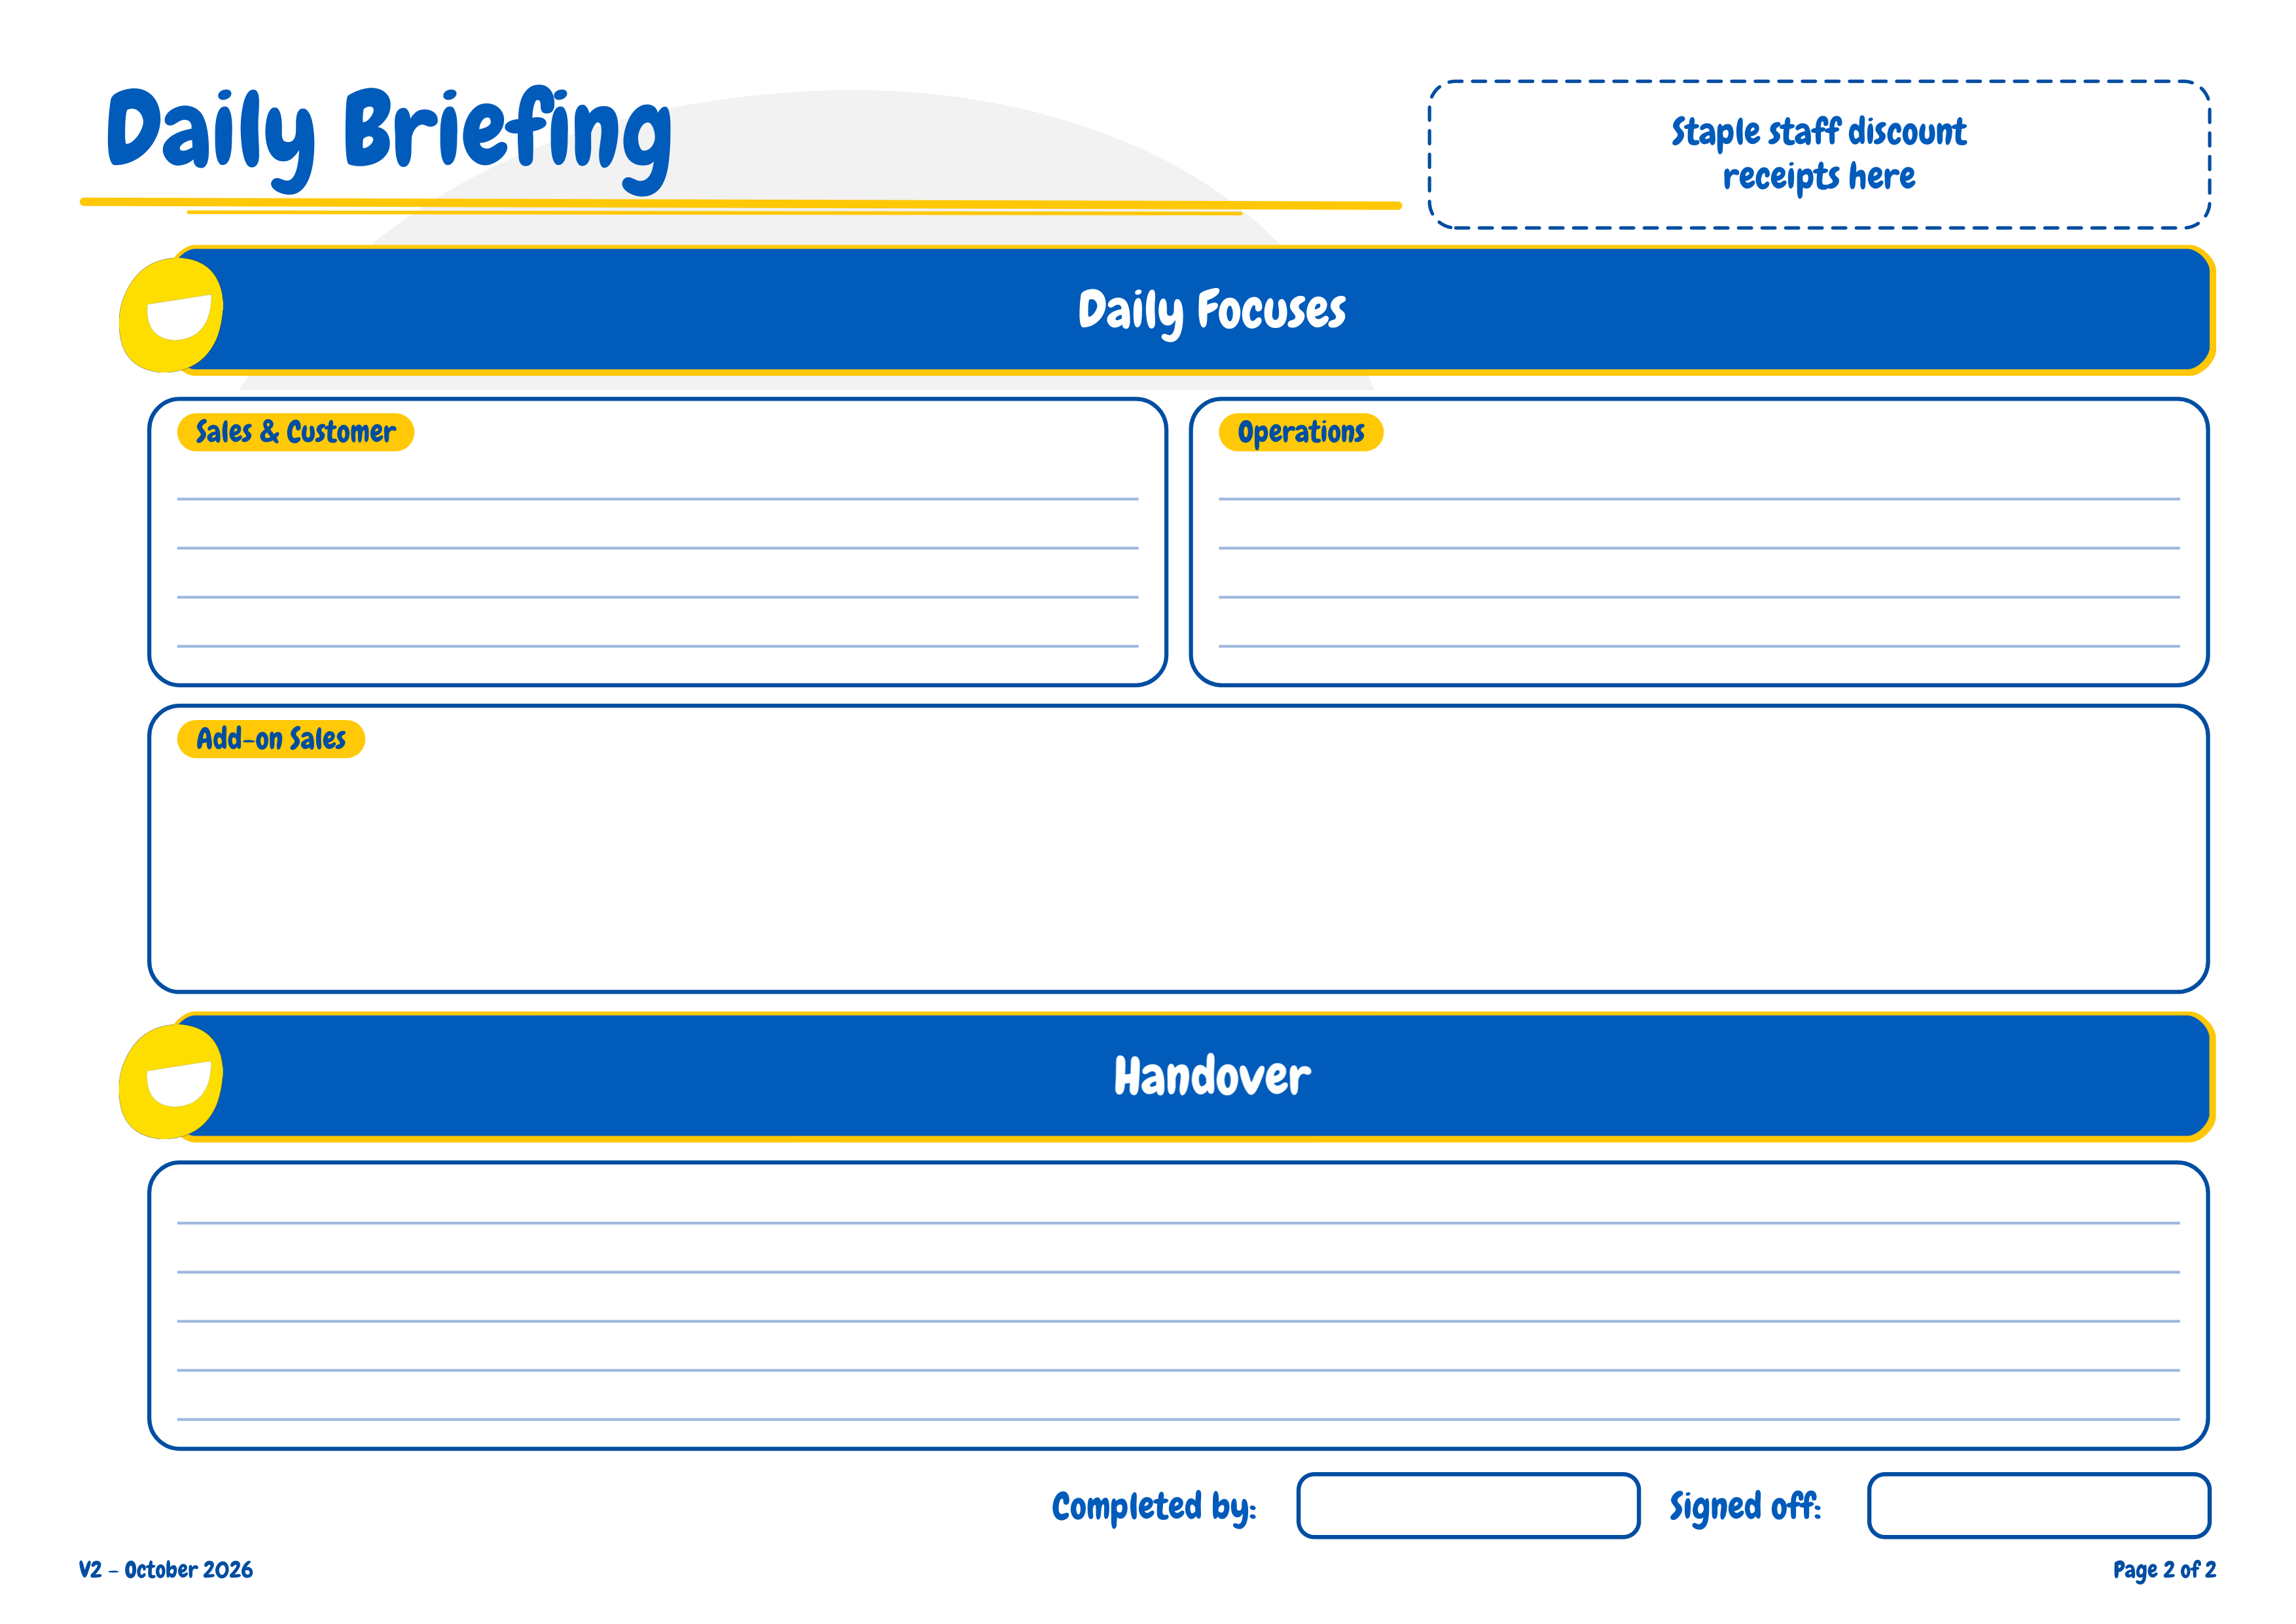 Daily Briefing
Staple staff discount
receipts here
Daily Focuses
Sales & Customer
Operations
Add-on Sales
Handover
Completed by:
Signed off:
V2 - October 2026
Page 2 of 2